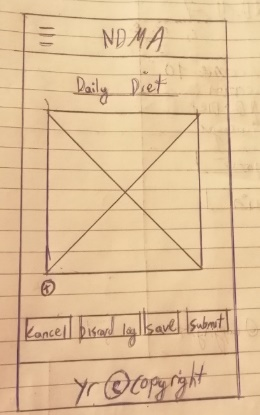 NDMA
Daily Diet
Cancel Discard log Save Submit
Yr © copyright